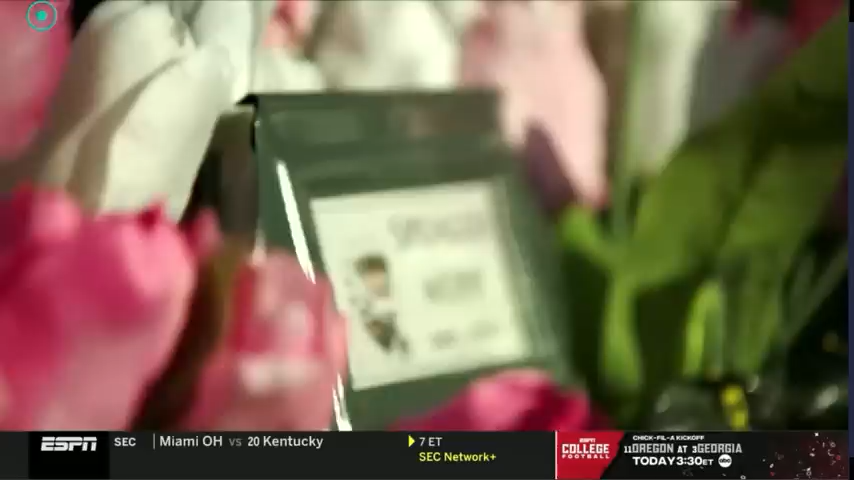 ESPN
SEC
Miami OH vs 20 Kentucky
7 ET
SEC Network+
ESPN
COLLEGE
FOOTBALL
CHICK-FIL-A KICKOFF
11OREGON AT 3GEORGIA
TODAY 3:30ET abc